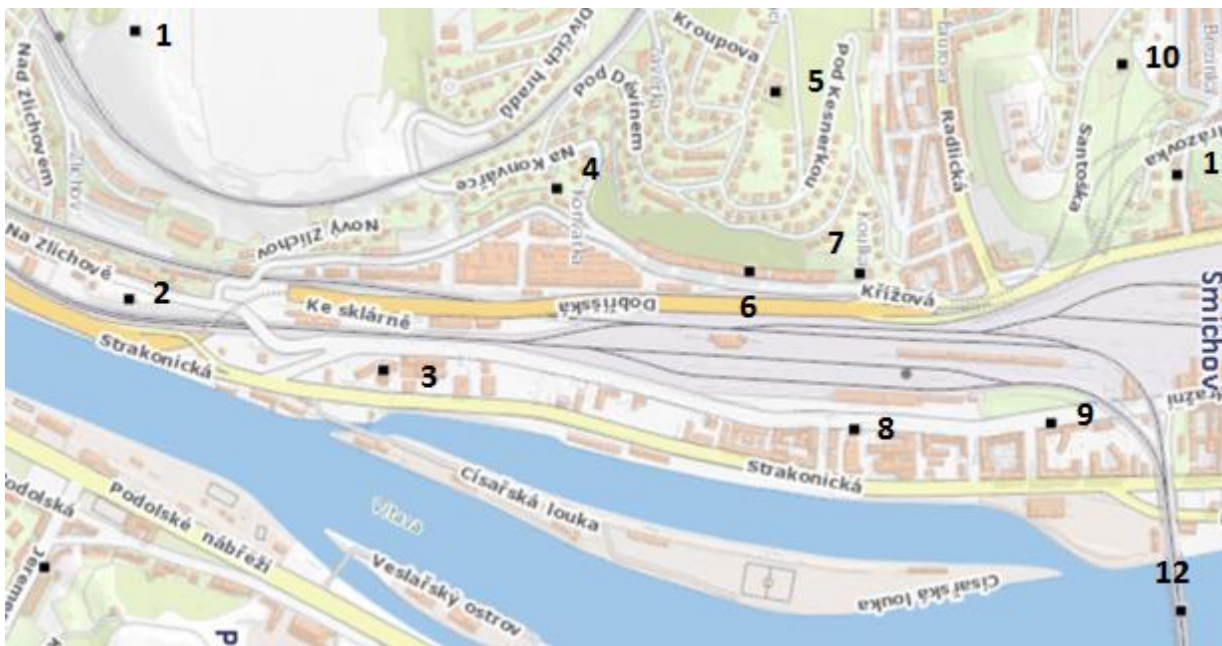 1
Nad Zlíchovem
Dívčích hradů
Kroupova
Pod Děvínem
5
Pod Kesnerkou
Radlická
10
Santoška
Na Konvářce
4
1
Nový Zlíchov
7
Na Zlíchově
2
Křížová
Ke sklárně
Dobříšská
6
Smíchov
Strakonická
3
8
9
Strakonická
Císařská louka
Podolské nábřeží
Vltava
Veslařský ostrov
Císařská louka
12
P